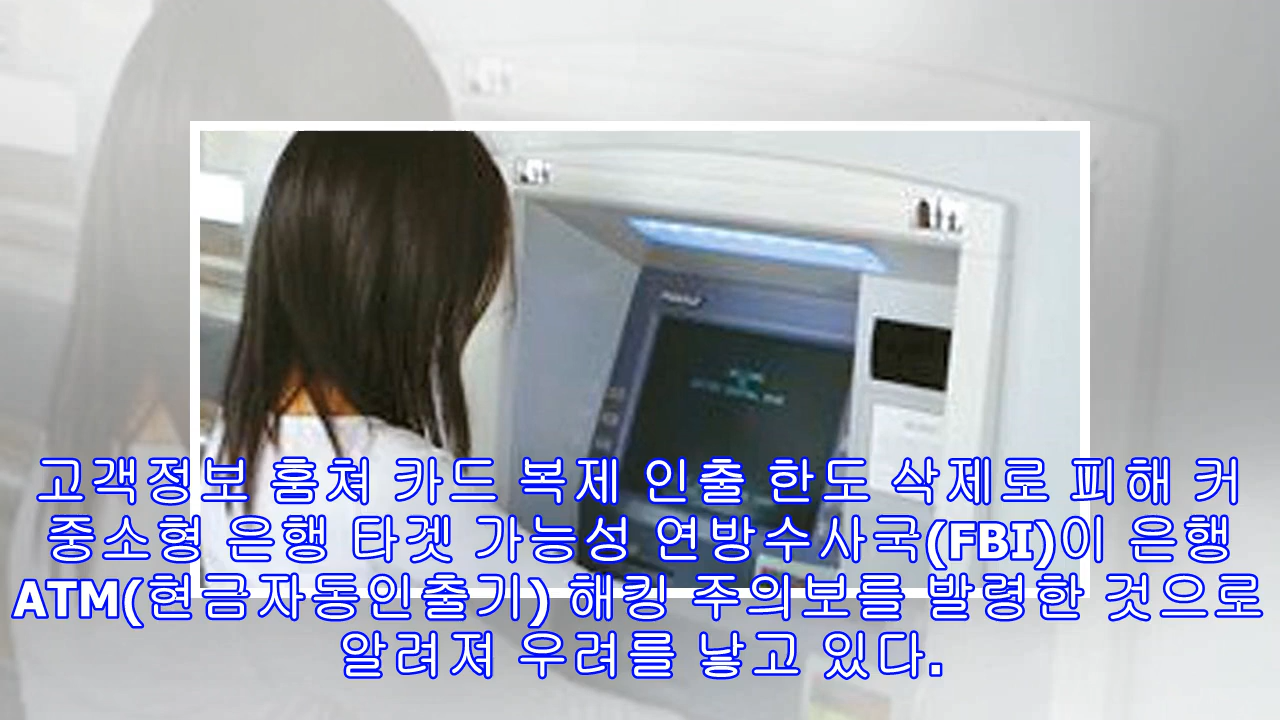 고객정보 훔쳐 카드 복제 인출 한도 삭제로 피해 커
중소형 은행 타겟 가능성 연방수사국(FBI)이 은행
ATM(현금자동인출기) 해킹 주의보를 발령한 것으로
알려져 우려를 낳고 있다.